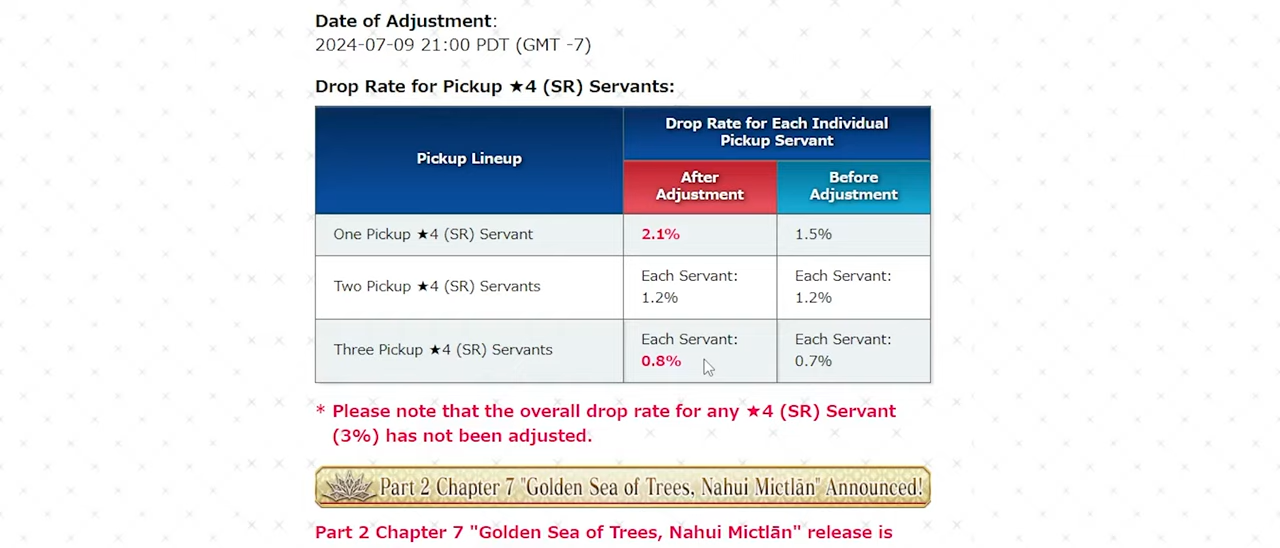 Date of Adjustment:
2024-07-09 21:00 PDT (GMT -7)
Drop Rate for Pickup ★4 (SR) Servants:
Pickup Lineup
Drop Rate for Each Individual
Pickup Servant
After
Adjustment
Before
Adjustment
One Pickup ★4 (SR) Servant
2.1%
1.5%
Two Pickup ★4 (SR) Servants
Each Servant:
1.2%
Each Servant:
1.2%
Three Pickup ★4 (SR) Servants
Each Servant:
0.8%
Each Servant:
0.7%
* Please note that the overall drop rate for any ★4 (SR) Servant
(3%) has not been adjusted.
Part 2 Chapter 7 "Golden Sea of Trees, Nahui Mictlān" Announced!
Part 2 Chapter 7 "Golden Sea of Trees, Nahui Mictlān" release is